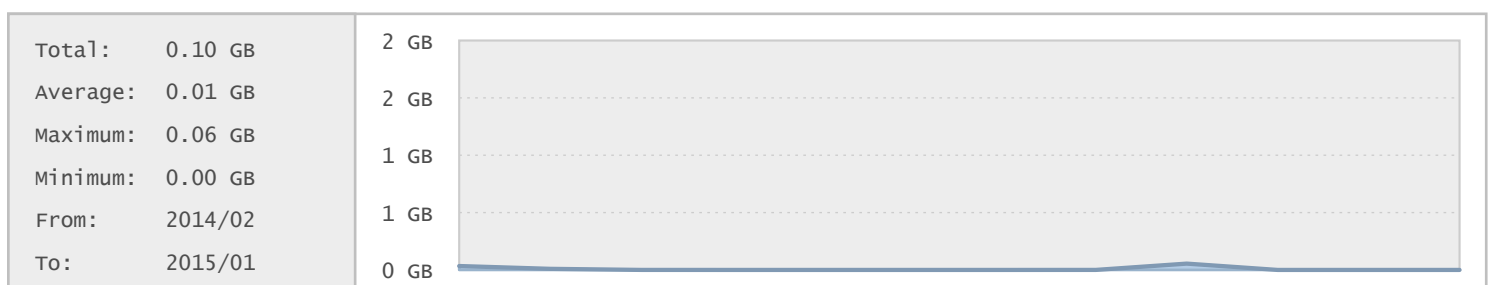 Total: 0.10 GB
Average: 0.01 GB
Maximum: 0.06 GB
Minimum: 0.00 GB
From: 2014/02
To: 2015/01
2 GB
2 GB
1 GB
1 GB
0 GB